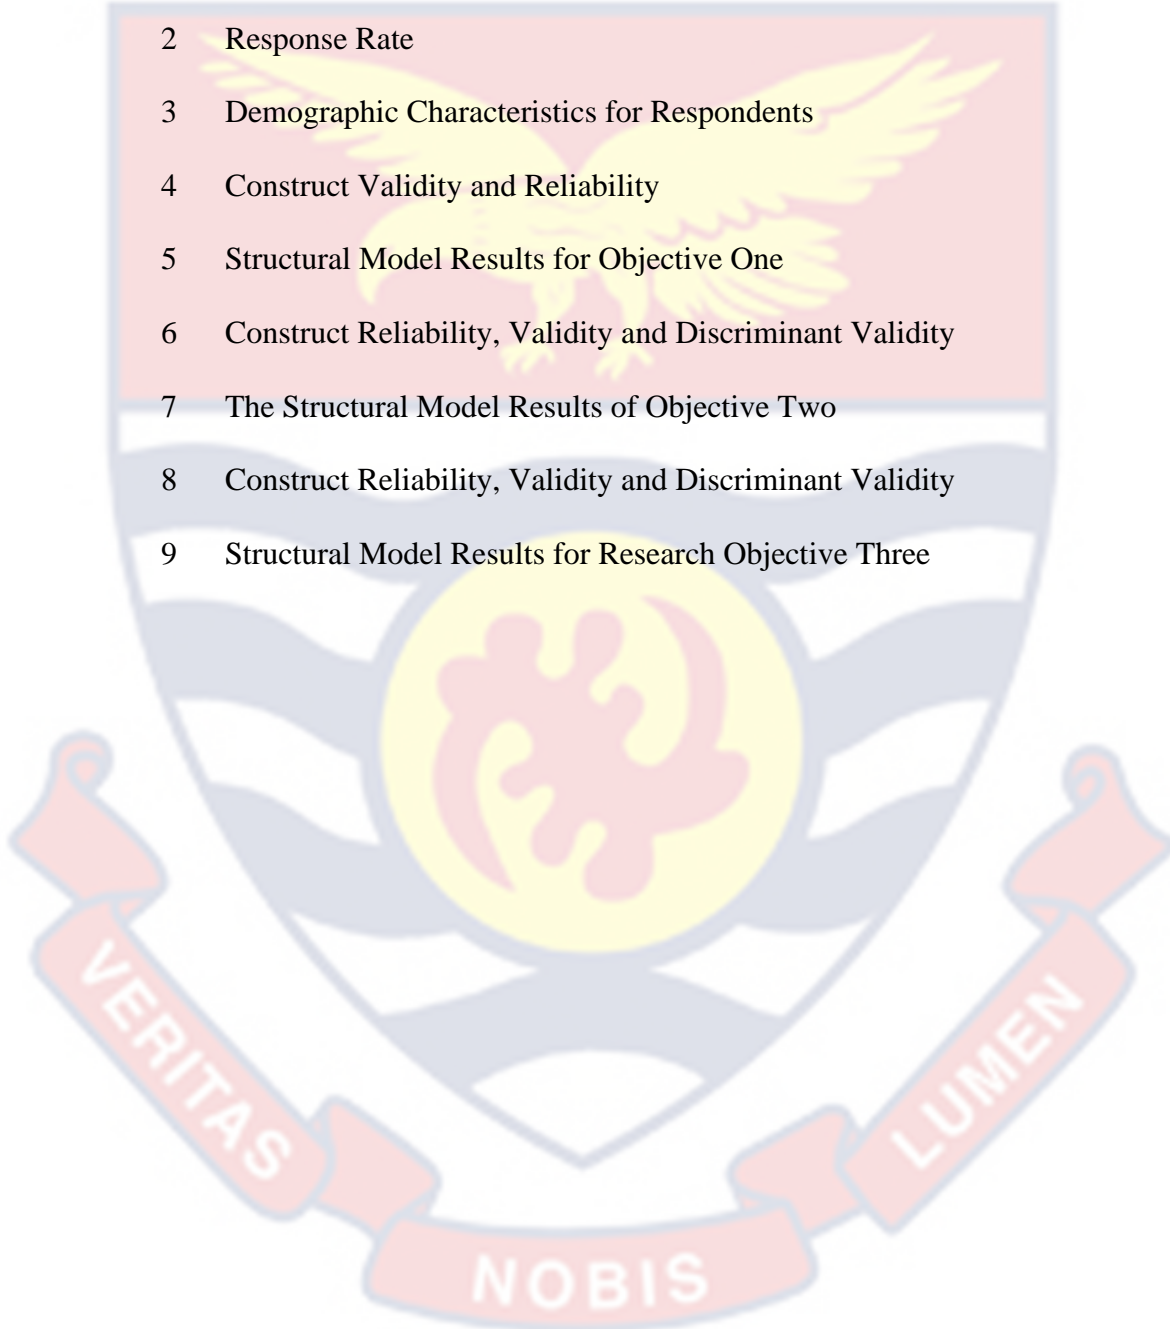 2 Response Rate
3 Demographic Characteristics for Respondents
4 Construct Validity and Reliability
5 Structural Model Results for Objective One
6 Construct Reliability, Validity and Discriminant Validity
7 The Structural Model Results of Objective Two
8 Construct Reliability, Validity and Discriminant Validity
9 Structural Model Results for Research Objective Three
VERITAS
NOBIS
LUMEN